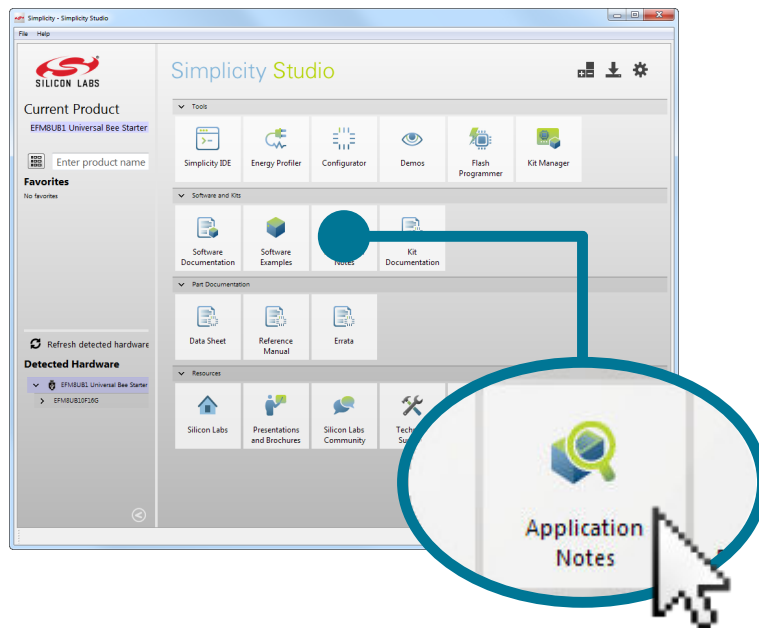 Simplicity - Simplicity Studio
File Help
SILICON LABS
Simplicity Studio
Current Product
EFM8UB1 Universal Bee Starter
Enter product name
Favorites
No favorites
Tools
Simplicity IDE
Energy Profiler
Configurator
Demos
Flash
Programmer
Kit Manager
Software and Kits
Software
Documentation
Software
Examples
Notes
Kit
Documentation
Part Documentation
Data Sheet
Reference
Manual
Errata
Refresh detected hardware
Detected Hardware
EFM8UB1 Universal Bee Starter
EFM8UB10F16G
Resources
Silicon Labs
Presentations
and Brochures
Silicon Labs
Community
Application
Notes